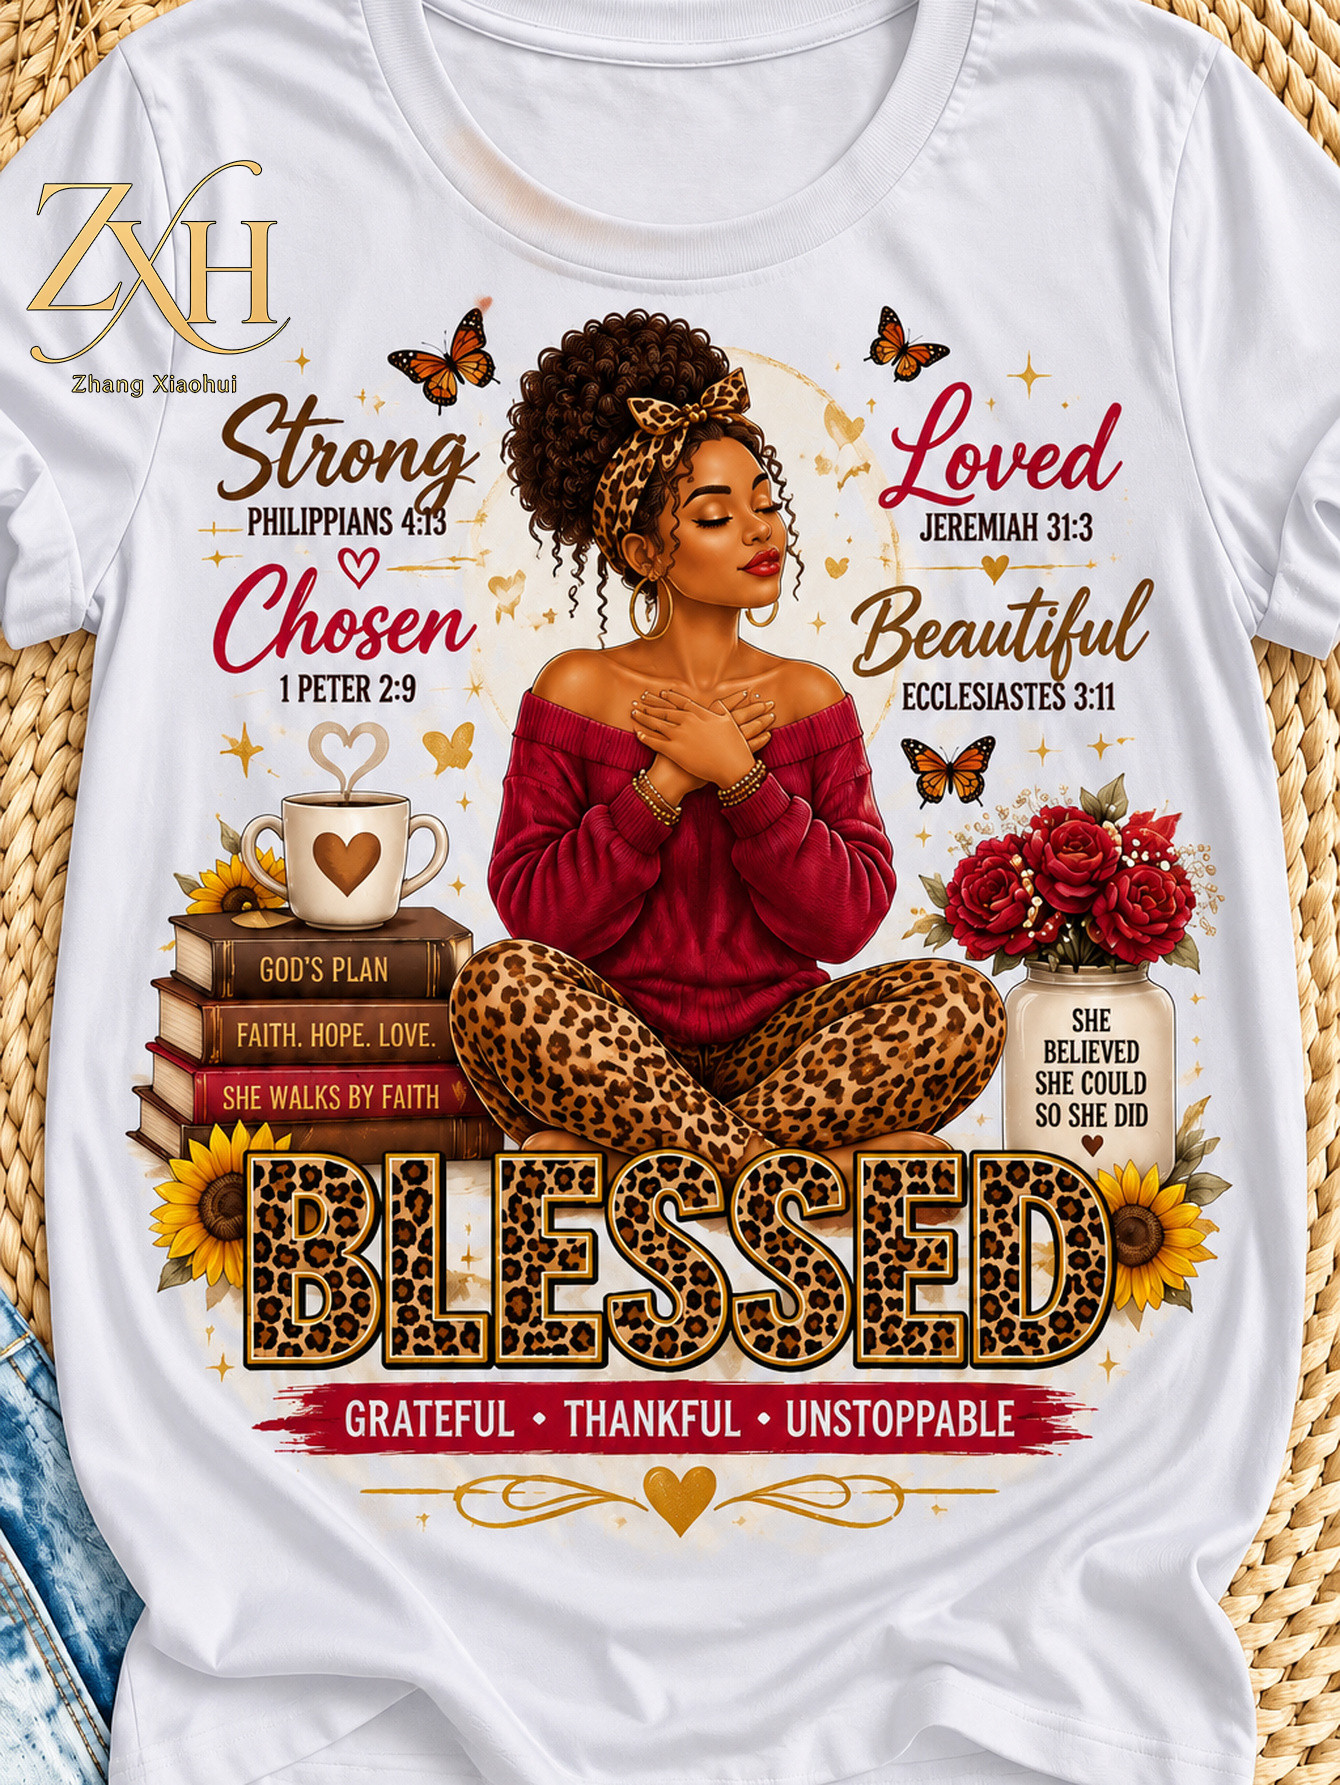 ZXH
Zhang Xiaohui
Strong
PHILIPPIANS 4:13
Chosen
1 PETER 2:9
Loved
JEREMIAH 31:3
Beautiful
ECCLESIASTES 3:11
GOD'S PLAN
FAITH. HOPE. LOVE.
SHE WALKS BY FAITH
SHE
BELIEVED
SHE COULD
SO SHE DID
BLESSED
GRATEFUL • THANKFUL • UNSTOPPABLE